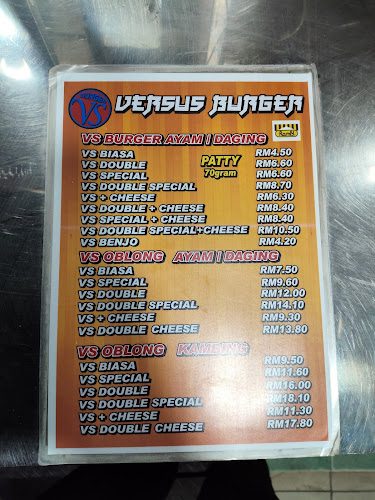 VERSUS
VS
VERSUS BURGER
VS BURGER AYAM | DAGING
VS BIASA RM4.50
VS DOUBLE RM6.60
PATTY
70gram
VS SPECIAL RM6.60
VS DOUBLE SPECIAL RM8.70
VS + CHEESE RM6.30
VS DOUBLE + CHEESE RM8.40
VS SPECIAL + CHEESE RM8.40
VS DOUBLE SPECIAL+CHEESE RM10.50
VS BENJO RM4.20
VS OBLONG AYAM | DAGING
VS BIASA RM7.50
VS SPECIAL RM9.60
VS DOUBLE RM12.00
VS DOUBLE SPECIAL RM14.10
VS + CHEESE RM9.30
VS DOUBLE CHEESE RM13.80
VS OBLONG KAMBING
VS BIASA RM9.50
VS SPECIAL RM11.60
VS DOUBLE RM16.00
VS DOUBLE SPECIAL RM18.10
VS + CHEESE RM11.30
VS DOUBLE CHEESE RM17.80